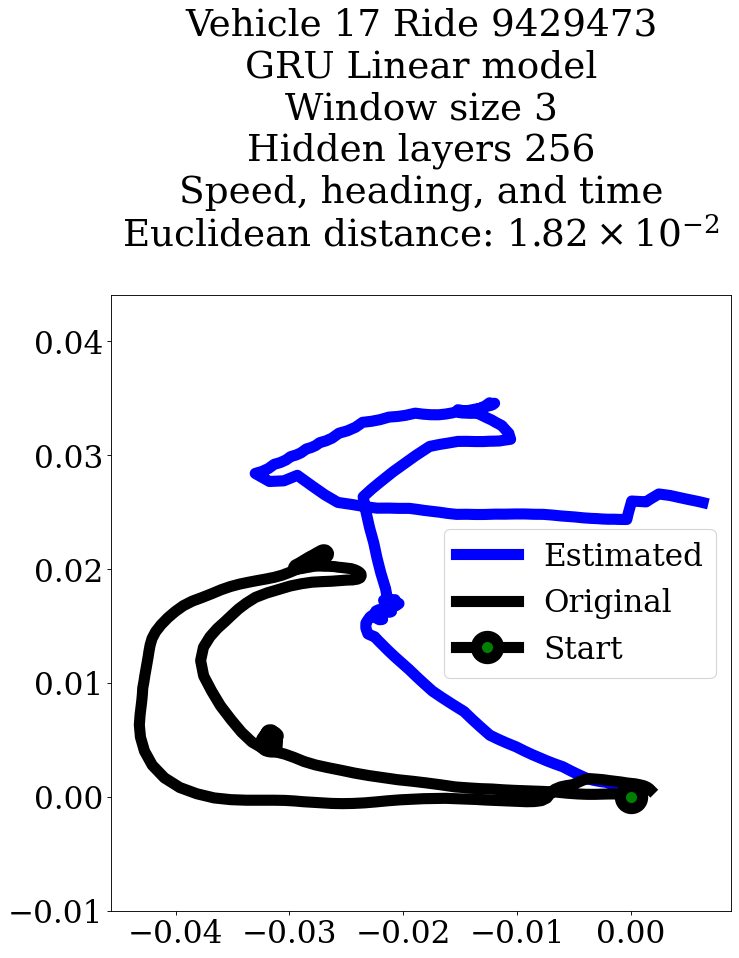 Vehicle 17 Ride 9429473
GRU Linear model
Window size 3
Hidden layers 256
Speed, heading, and time
Euclidean distance: 1.82 × 10⁻²
0.04
0.03
0.02
0.01
0.00
−0.01
Estimated
Original
Start
−0.04 −0.03 −0.02 −0.01 0.00